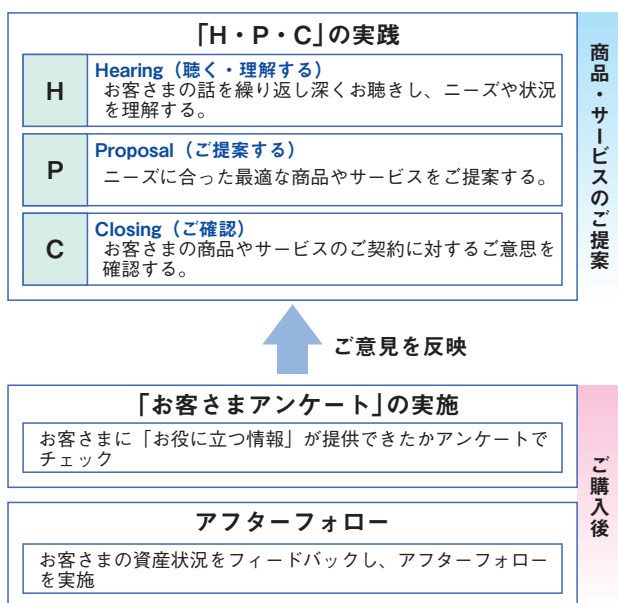 「H・P・C」の実践
H
Hearing（聴く・理解する）
お客さまの話を繰り返し深くお聴きし、ニーズや状況
を理解する。
P
Proposal（ご提案する）
ニーズに合った最適な商品やサービスをご提案する。
C
Closing（ご確認）
お客さまの商品やサービスのご契約に対するご意思を
確認する。
商品・サービスのご提案
ご意見を反映
「お客さまアンケート」の実施
お客さまに「お役に立つ情報」が提供できたかアンケートで
チェック
アフターフォロー
お客さまの資産状況をフィードバックし、アフターフォロー
を実施
ご購入後